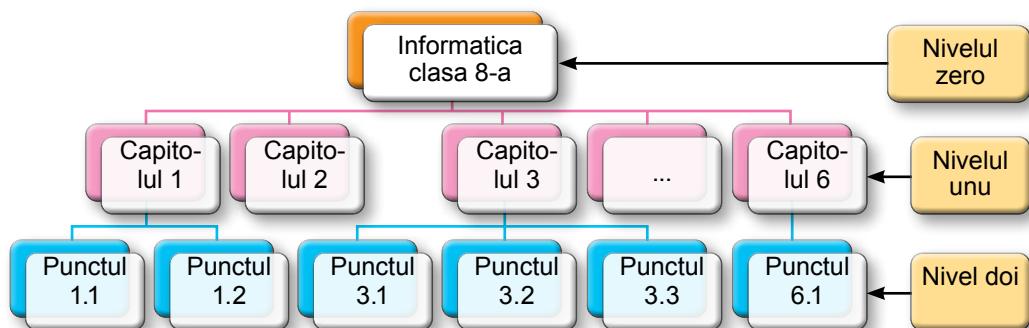 Informatica
clasa 8-a
Nivelul
zero
Capito-
lul 1
Capito-
lul 2
Capito-
lul 3
...
Capito-
lul 6
Nivelul
unu
Punctul
1.1
Punctul
1.2
Punctul
3.1
Punctul
3.2
Punctul
3.3
Punctul
6.1
Nivel doi